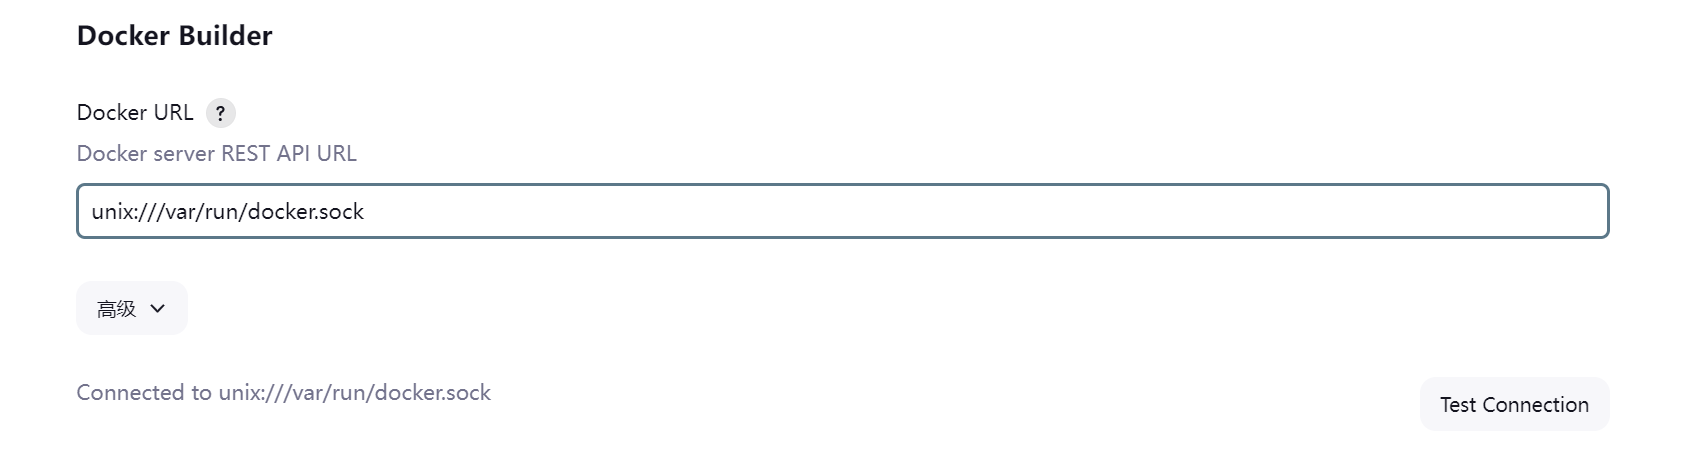 Docker Builder
Docker URL ?
Docker server REST API URL
unix:///var/run/docker.sock
高级
Connected to unix:///var/run/docker.sock
Test Connection